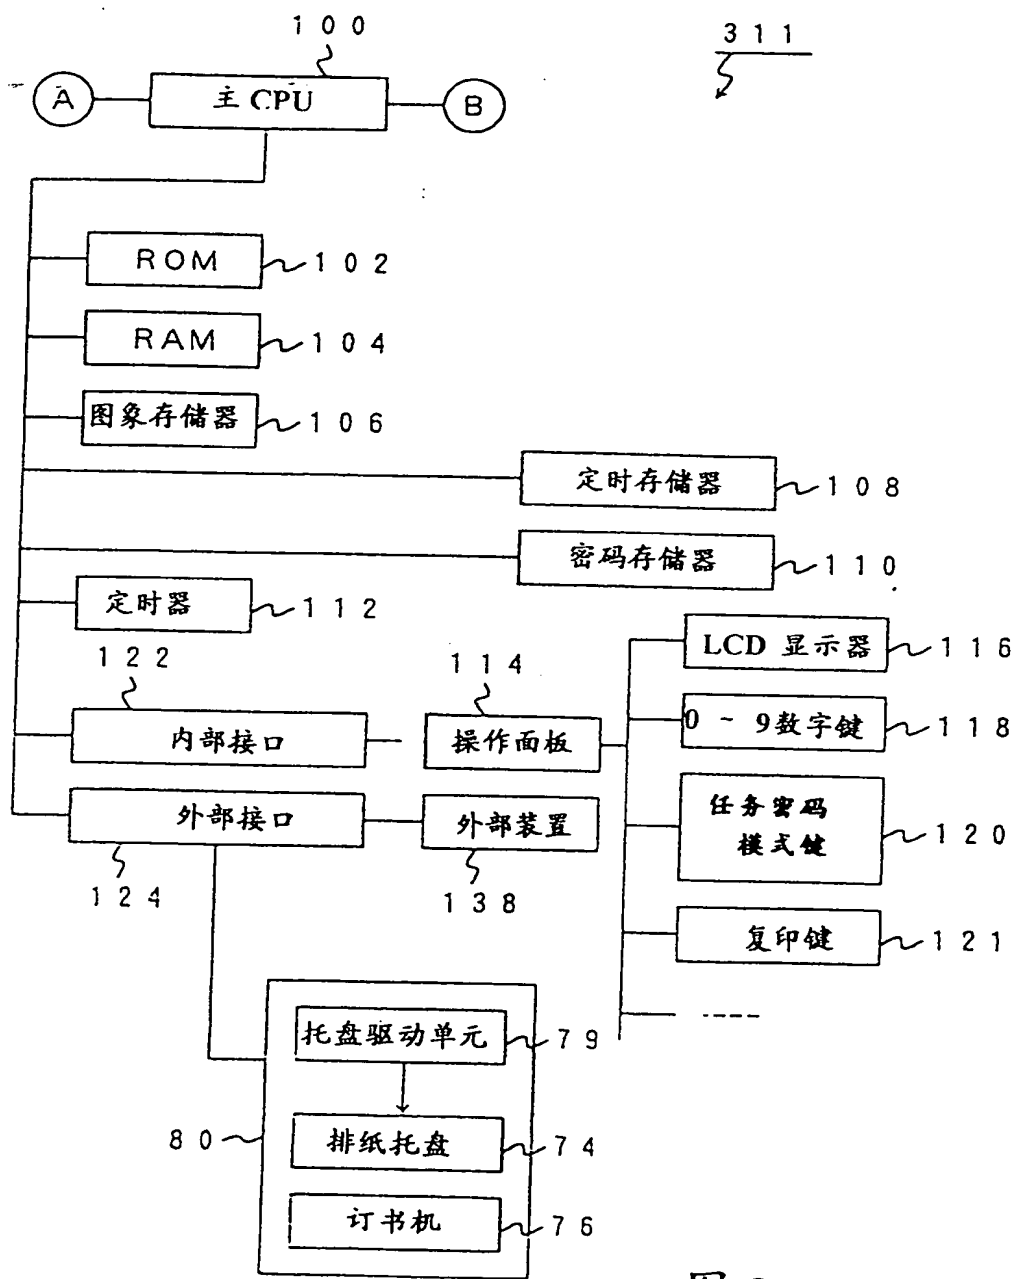 100
311
A
主CPU
B
ROM
102
RAM
104
图象存储器
106
定时存储器
108
密码存储器
110
定时器
112
122
114
LCD 显示器
116
内部接口
操作面板
0 ~ 9数字键
118
外部接口
外部装置
任务密码
模式键
120
124
138
复印键
121
托盘驱动单元
79
80
排纸托盘
74
订书机
76